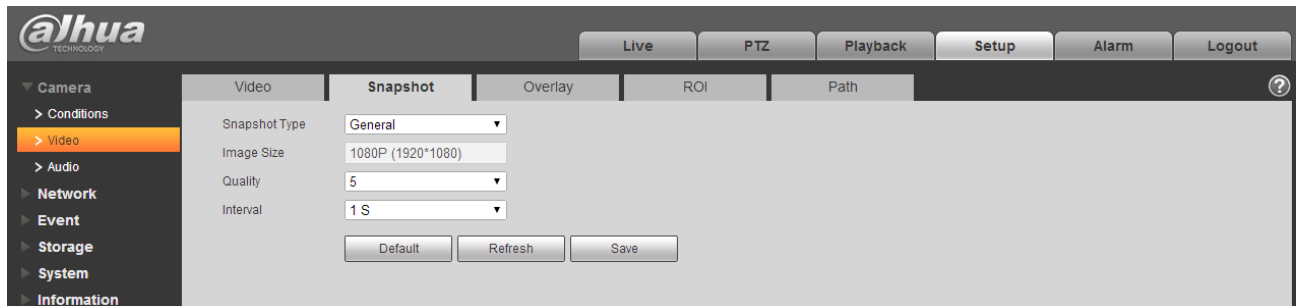 alhua
TECHNOLOGY
Live PTZ Playback Setup Alarm Logout
Camera
> Conditions
> Video
> Audio
Network
Event
Storage
System
Information
Video Snapshot Overlay ROI Path
?
Snapshot Type General
Image Size 1080P (1920*1080)
Quality 5
Interval 1 S
Default Refresh Save